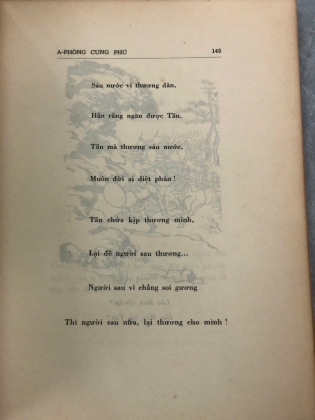 A-PHÒNG CUNG PHÚ 143
Sáu nước ví thương dân,
Hẳn rằng ngăn được Tần.
Tần mà thương sáu nước.
Muôn đời ai diệt phăn !
Tần chửa kịp thương mình,
Lại để người sau thương...
Người sau ví chẳng soi gương
Thì người sau nữa, lại thương cho mình !